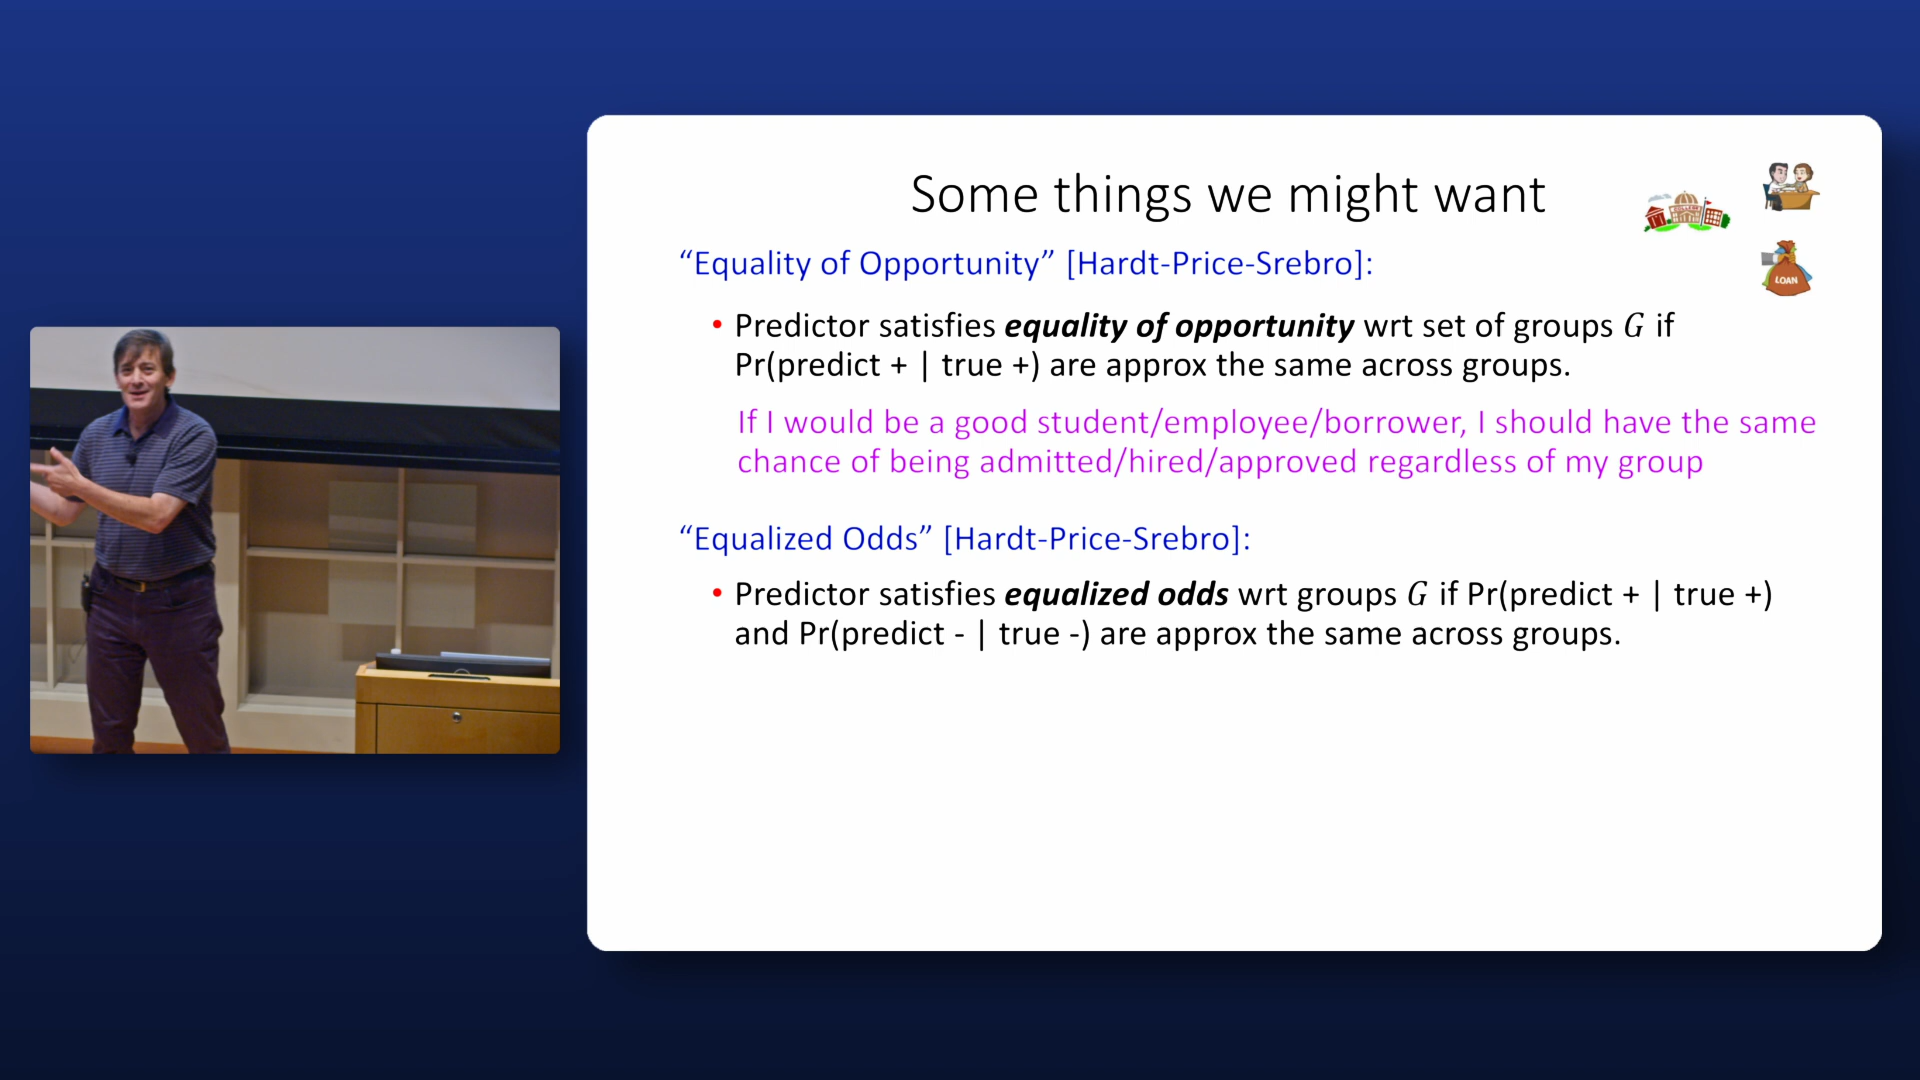 Some things we might want
“Equality of Opportunity” [Hardt-Price-Srebro]:
• Predictor satisfies equality of opportunity wrt set of groups G if
Pr(predict + | true +) are approx the same across groups.
If I would be a good student/employee/borrower, I should have the same
chance of being admitted/hired/approved regardless of my group
“Equalized Odds” [Hardt-Price-Srebro]:
• Predictor satisfies equalized odds wrt groups G if Pr(predict + | true +)
and Pr(predict - | true -) are approx the same across groups.
LOAN